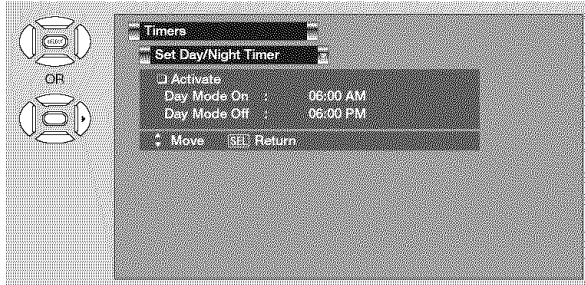 SELECT
OR
Timers
Set Day/Night Timer
❑ Activate
Day Mode On : 06:00 AM
Day Mode Off : 06:00 PM
Move SEL Return